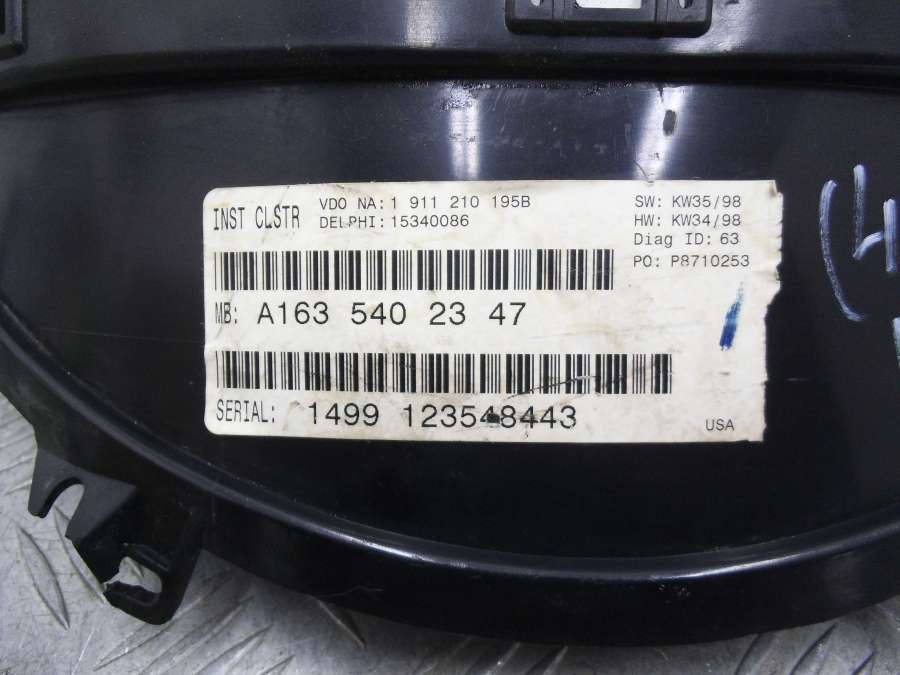 INST CLSTR
VDO NA: 1 911 210 195B
DELPHI: 15340086
SW: KW35/98
HW: KW34/98
Diag ID: 63
PO: P8710253
MB: A163 540 23 47
SERIAL: 1499 123548443
USA